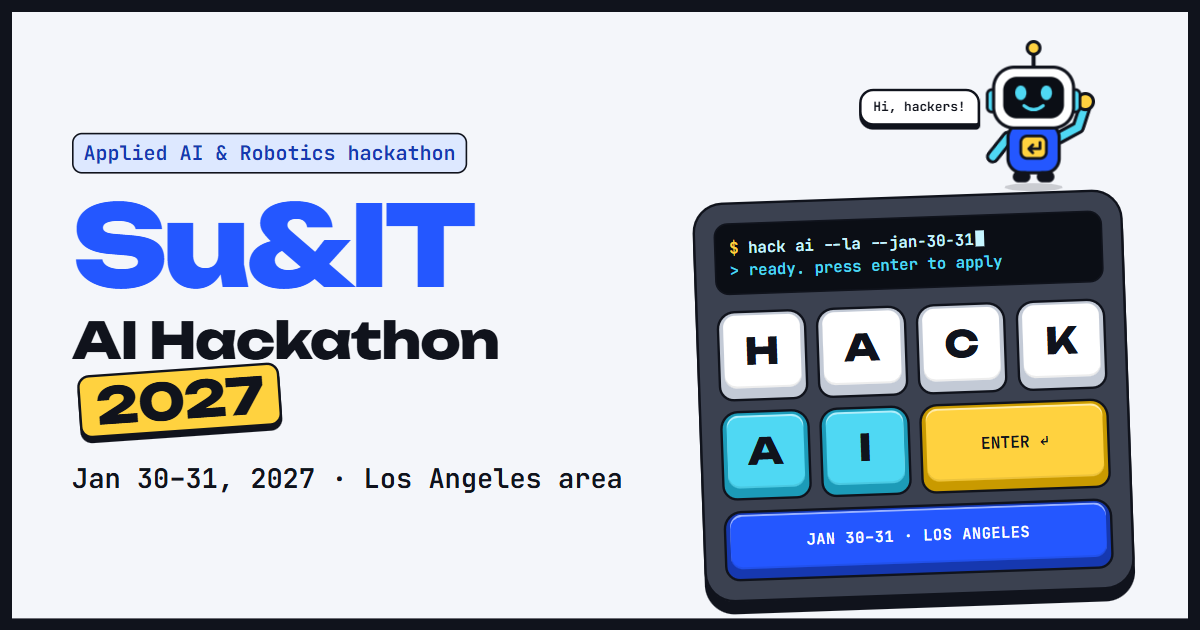 Applied AI & Robotics hackathon
Su&IT
AI Hackathon
2027
Jan 30–31, 2027 · Los Angeles area
Hi, hackers!
$ hack ai --la --jan-30-31
> ready. press enter to apply
H A C K
A I ENTER ↵
JAN 30–31 · LOS ANGELES